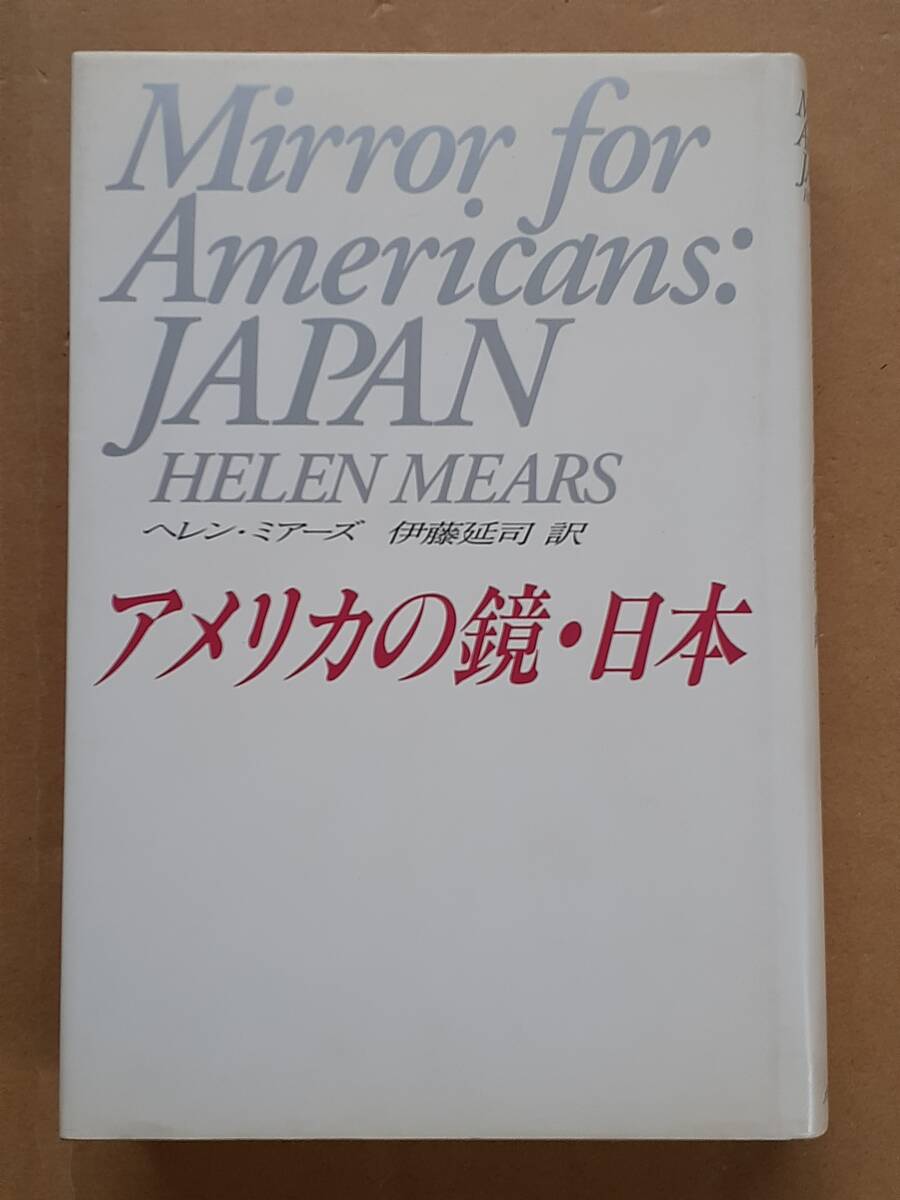 Mirror for
Americans:
JAPAN
HELEN MEARS
ヘレン・ミアーズ 伊藤延司 訳
アメリカの鏡・日本